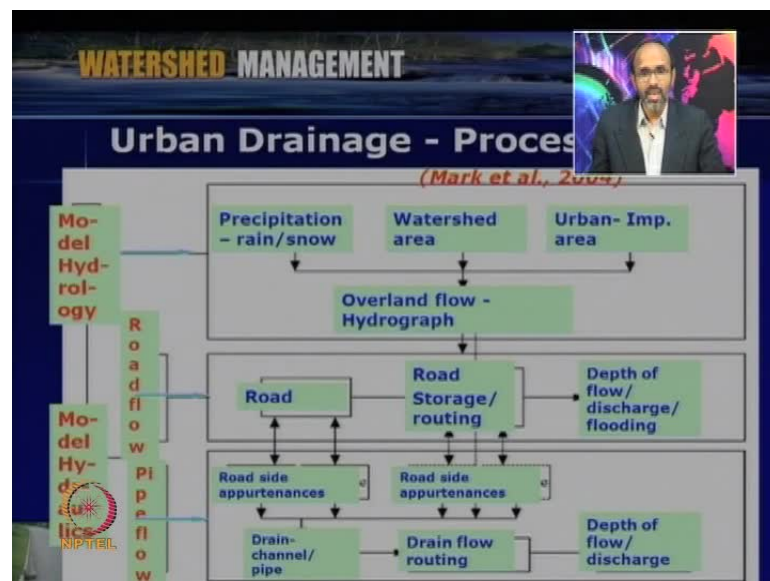 WATERSHED MANAGEMENT
Urban Drainage - Proces
(Mark et al., 2004)
Mo-
del
Hyd-
rol-
ogy
Precipitation
– rain/snow
Watershed
area
Urban- Imp.
area
Overland flow -
Hydrograph
R
o
a
d
fl
o
w
Road
Road
Storage/
routing
Depth of
flow/
discharge/
flooding
Mo-
del
Hy-
lics
Pi
p
e
fl
o
w
Road side
appurtenances
Road side
appurtenances
Drain-
channel/
pipe
Drain flow
routing
Depth of
flow/
discharge
NPTEL